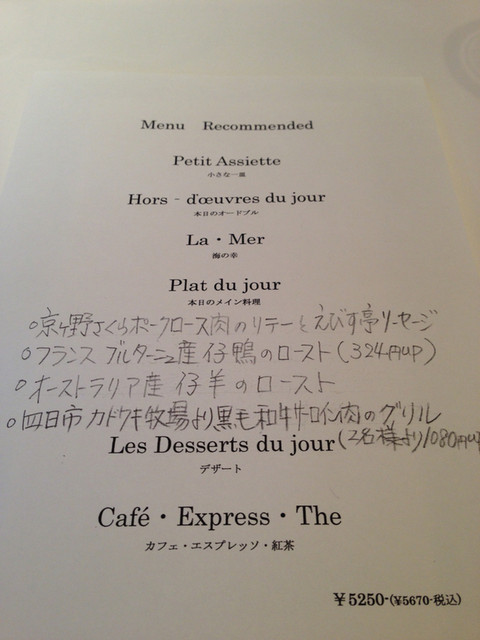 Menu Recommended
Petit Assiette
小さな一皿
Hors - d'œuvres du jour
本日のオードブル
La・Mer
海の幸
Plat du jour
本日のメイン料理
○京ヶ野さくらポークロース肉のソテーとえびす亭ソーセージ
○フランス ブルターニュ産仔鴨のロースト(324円up)
○オーストラリア産 仔羊のロースト
○四日市カドワキ牧場より黒毛和牛サーロイン肉のグリル
Les Desserts du jour (2名様より1080円up
デザート
Café・Express・The
カフェ・エスプレッソ・紅茶
¥5250-(¥5670-税込)